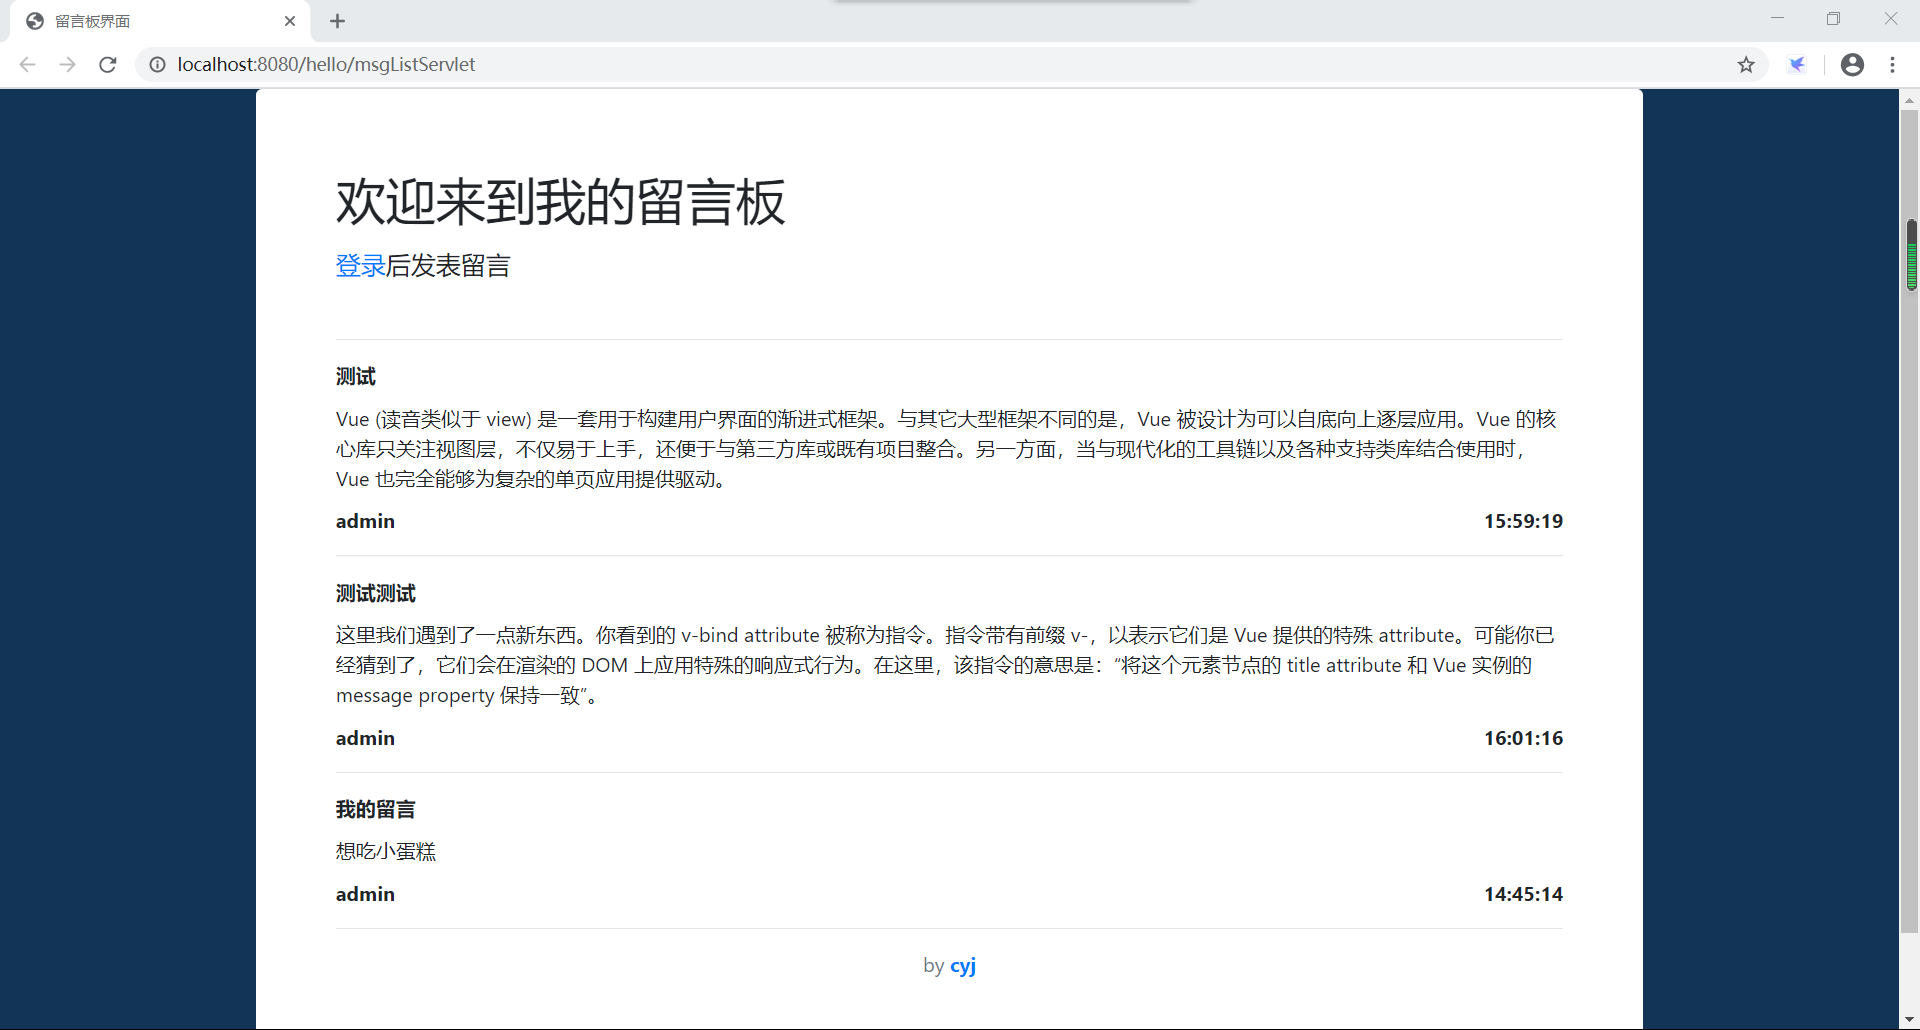 留言板界面
localhost:8080/hello/msgListServlet
欢迎来到我的留言板
登录后发表留言
测试
Vue (读音类似于 view) 是一套用于构建用户界面的渐进式框架。与其它大型框架不同的是，Vue 被设计为可以自底向上逐层应用。Vue 的核
心库只关注视图层，不仅易于上手，还便于与第三方库或既有项目整合。另一方面，当与现代化的工具链以及各种支持类库结合使用时，
Vue 也完全能够为复杂的单页应用提供驱动。
admin 15:59:19
测试测试
这里我们遇到了一点新东西。你看到的 v-bind attribute 被称为指令。指令带有前缀 v-，以表示它们是 Vue 提供的特殊 attribute。可能你已
经猜到了，它们会在渲染的 DOM 上应用特殊的响应式行为。在这里，该指令的意思是：“将这个元素节点的 title attribute 和 Vue 实例的
message property 保持一致”。
admin 16:01:16
我的留言
想吃小蛋糕
admin 14:45:14
by cyj